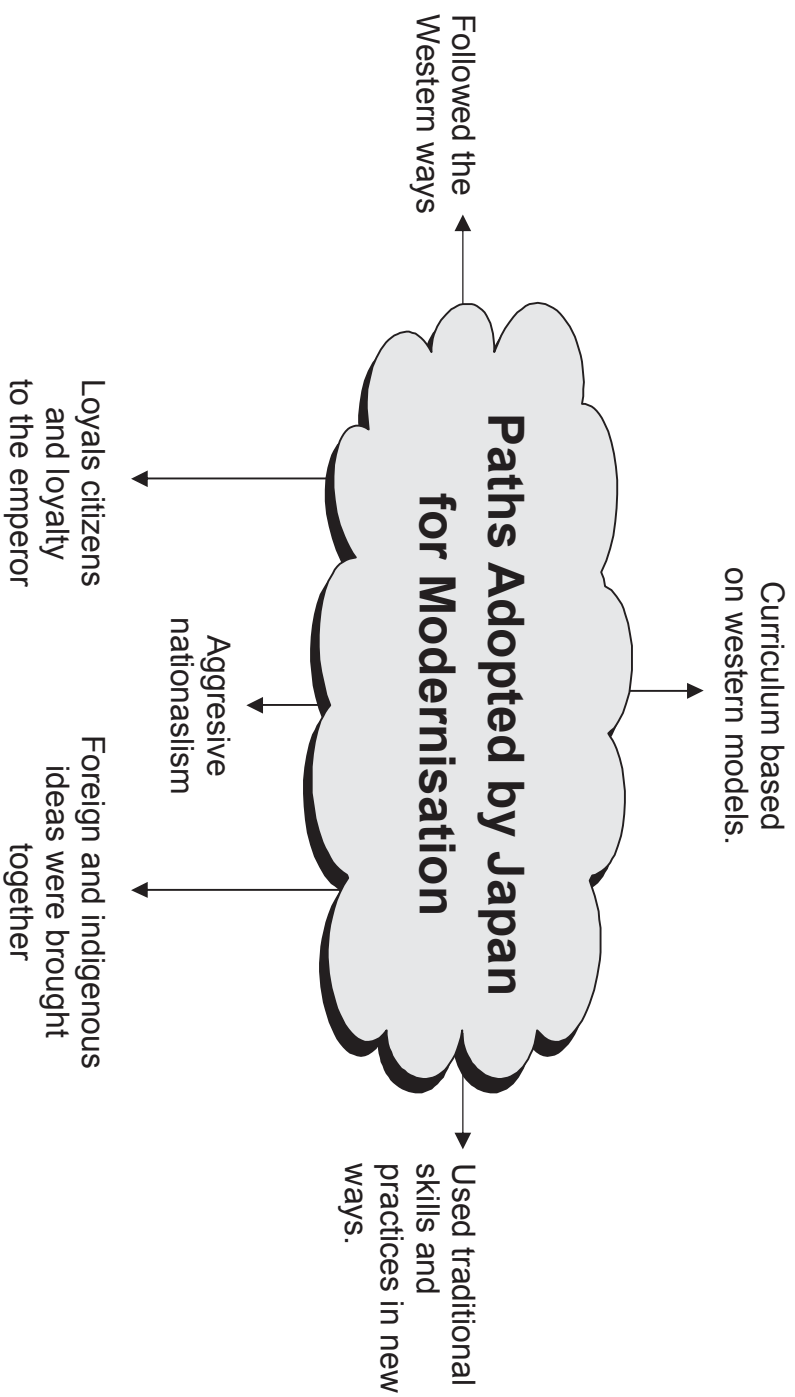 Curriculum based
on western models.
Followed the
Western ways
Paths Adopted by Japan
for Modernisation
Used traditional
skills and
practices in new
ways.
Loyals citizens
and loyalty
to the emperor
Aggresive
nationaslism
Foreign and indigenous
ideas were brought
together